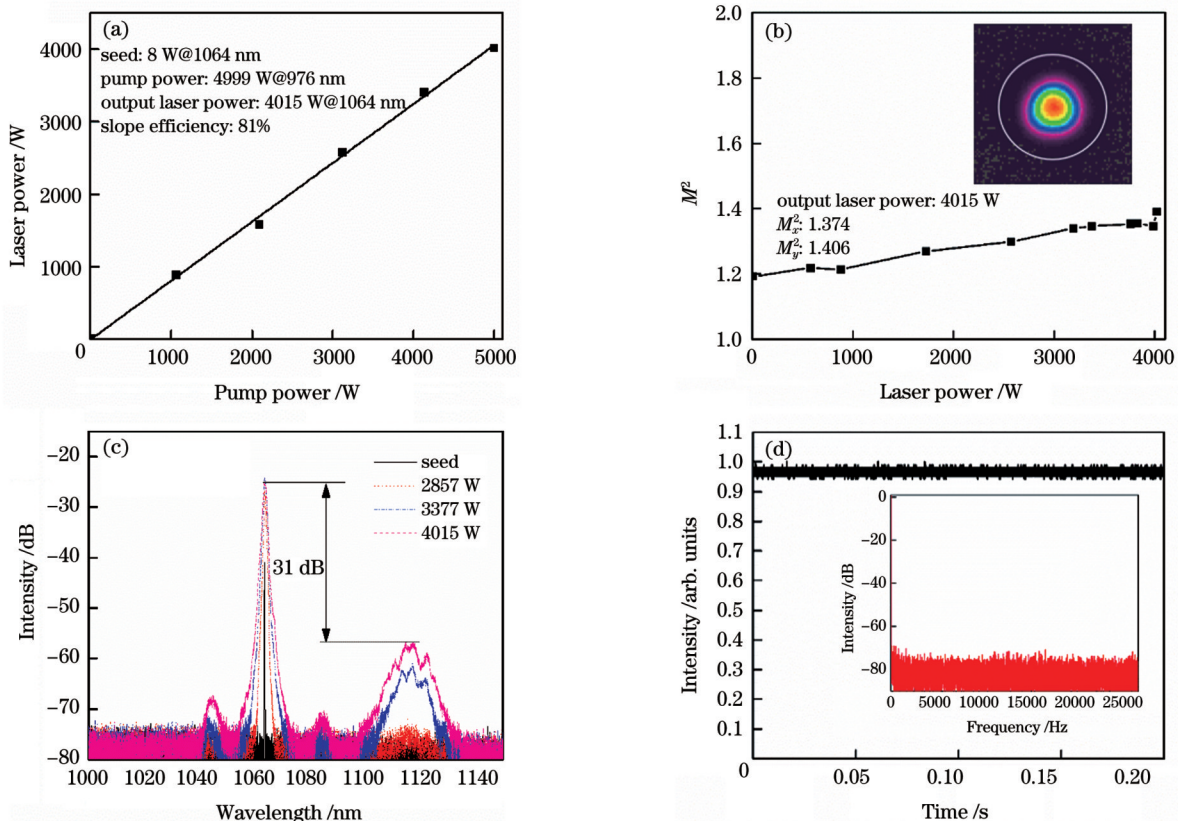 (a)
seed: 8 W@1064 nm
pump power: 4999 W@976 nm
output laser power: 4015 W@1064 nm
slope efficiency: 81%
4000
3000
2000
1000
0
1000
2000
3000
4000
5000
Laser power /W
Pump power /W
(b)
output laser power: 4015 W
M²x: 1.374
M²y: 1.406
2.0
1.8
1.6
1.4
1.2
1.0
0
1000
2000
3000
4000
M²
Laser power /W
(c)
seed
2857 W
3377 W
4015 W
31 dB
−20
−30
−40
−50
−60
−70
−80
1000
1020
1040
1060
1080
1100
1120
1140
Intensity /dB
Wavelength /nm
(d)
1.1
1.0
0.9
0.8
0.7
0.6
0.5
0.4
0.3
0.2
0.1
0
0.05
0.10
0.15
0.20
Intensity /arb. units
Time /s
0
−20
−40
−60
−80
0
5000
10000
15000
20000
25000
Intensity /dB
Frequency /Hz